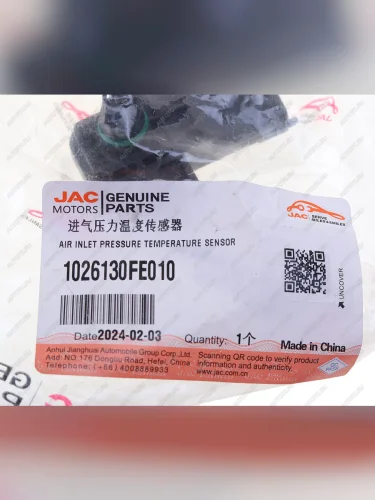 JAC MOTORS GENUINE PARTS
JAC SERVE MILES4SMILES
进气压力温度传感器
AIR INLET PRESSURE TEMPERATURE SENSOR
1026130FE010
UNCOVER
Date2024-02-03
Quantity: 1个
Made in China
Anhui Jianghuai Automobile Group Corp.,Ltd.
Add: NO.176 Dongliu Road, Hefei, China
Telephone: (+86) 4008889933
Scanning QR code to verify product
information and authenticity.
www.jac.com.cn